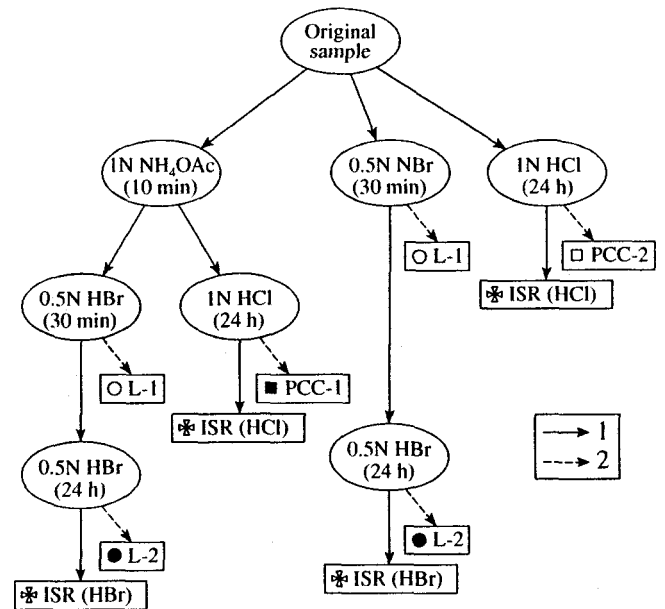 Original
sample
1N NH₄OAc
(10 min)
0.5N NBr
(30 min)
1N HCl
(24 h)
L-1
PCC-2
ISR (HCl)
0.5N HBr
(30 min)
1N HCl
(24 h)
L-1
PCC-1
ISR (HCl)
1
2
0.5N HBr
(24 h)
0.5N HBr
(24 h)
L-2
L-2
ISR (HBr)
ISR (HBr)